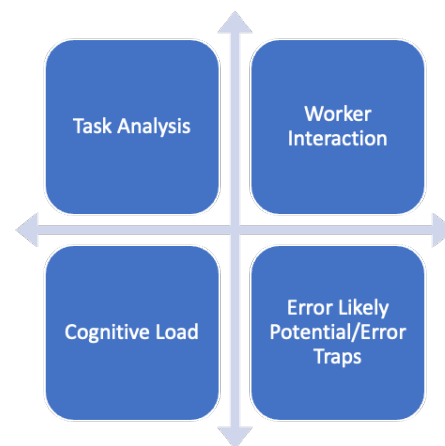 Task Analysis
Worker
Interaction
Cognitive Load
Error Likely
Potential/Error
Traps